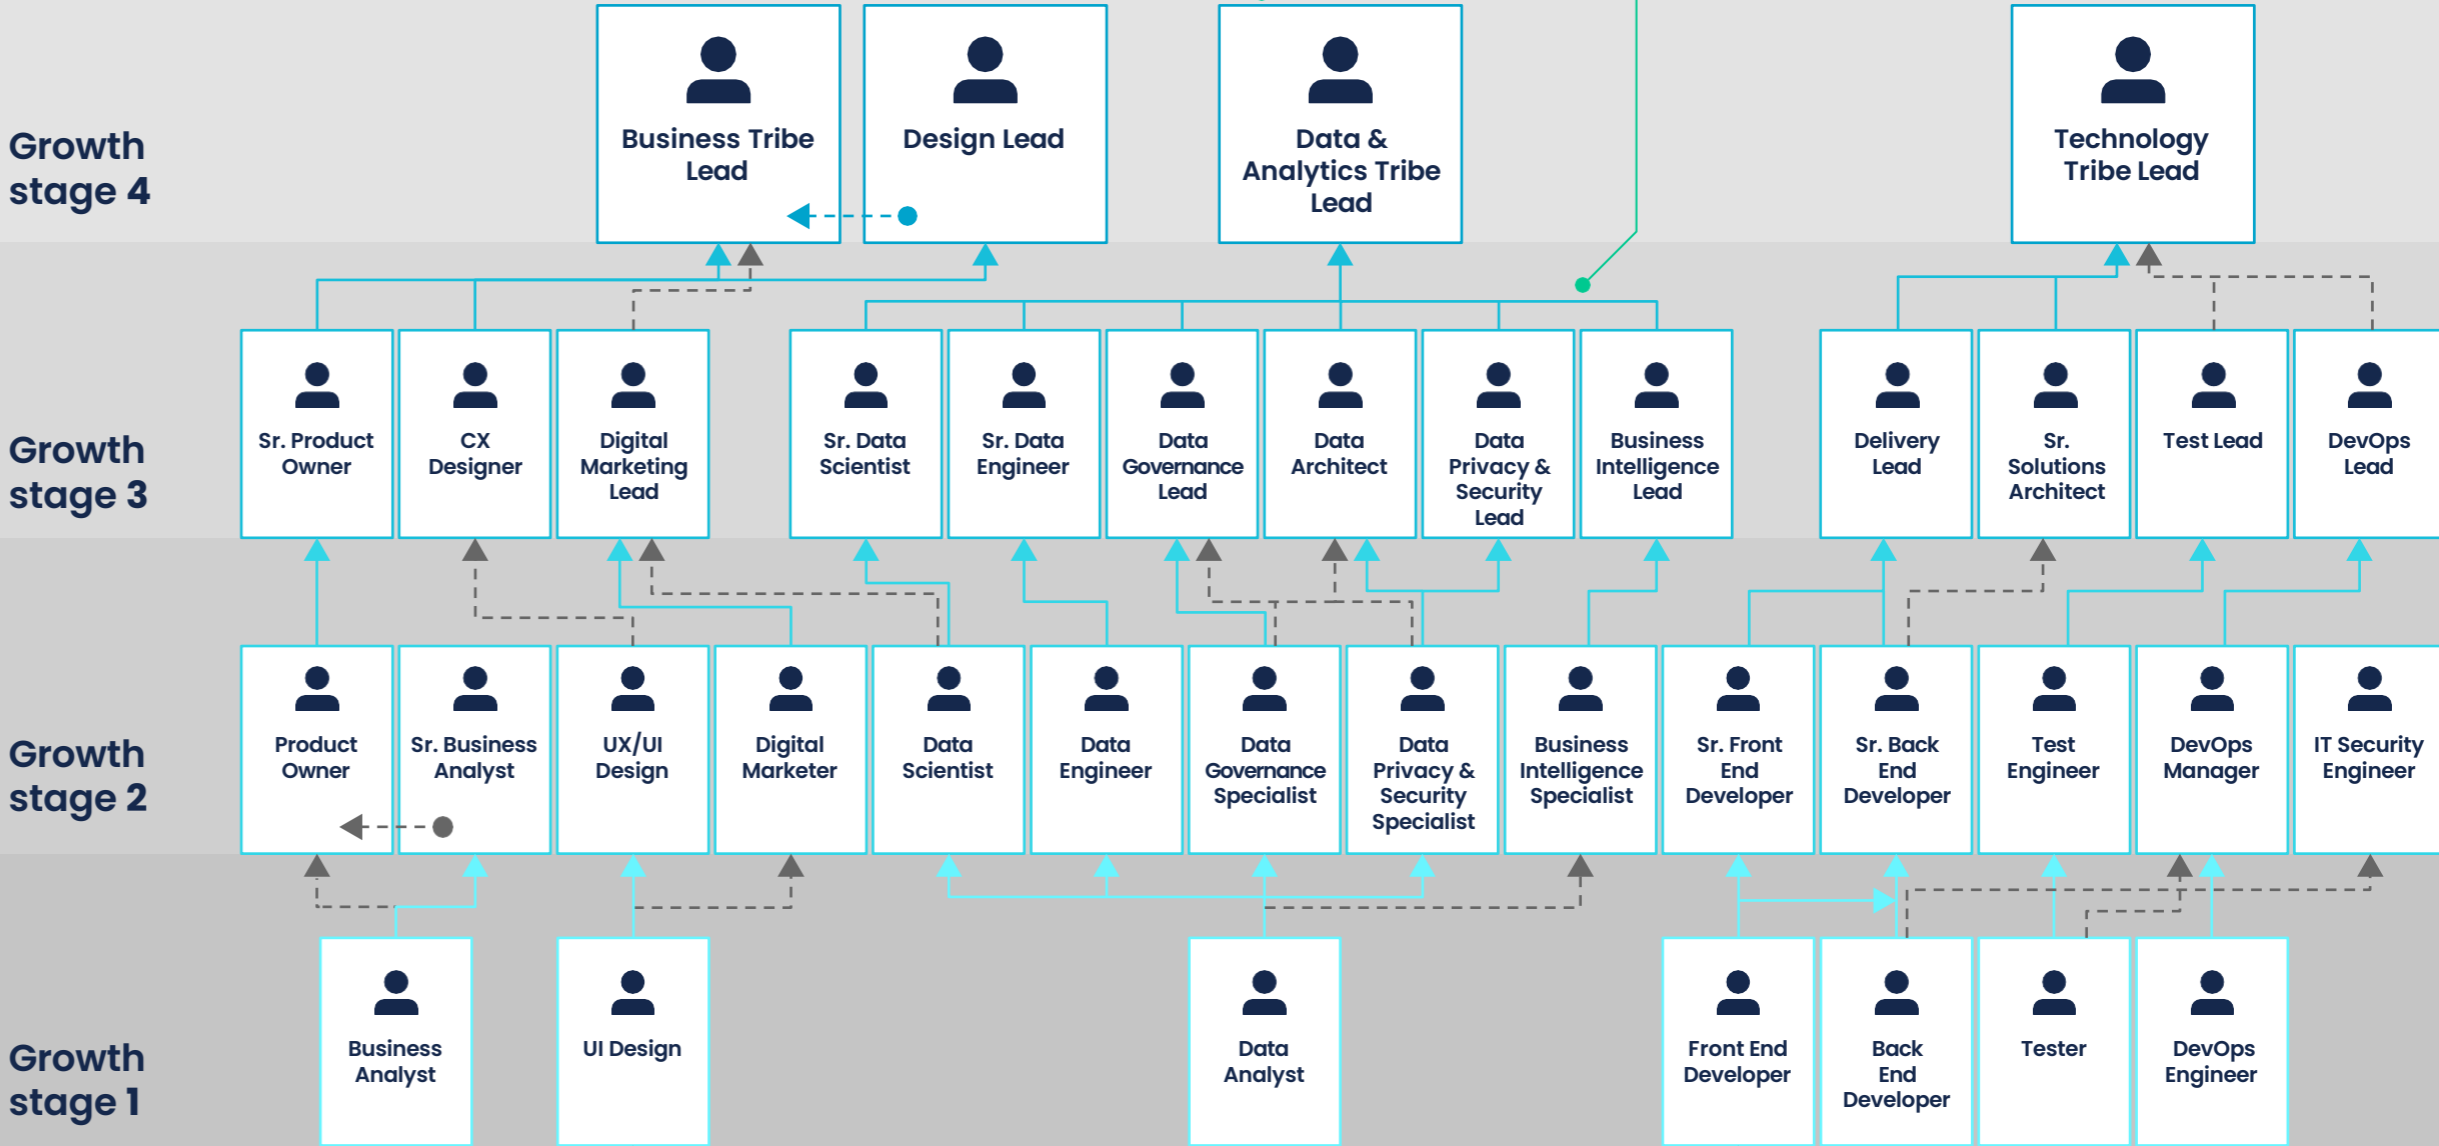 Growth
stage 4
Business Tribe
Lead
Design Lead
Data &
Analytics Tribe
Lead
Technology
Tribe Lead
Growth
stage 3
Sr. Product
Owner
CX
Designer
Digital
Marketing
Lead
Sr. Data
Scientist
Sr. Data
Engineer
Data
Governance
Lead
Data
Architect
Data
Privacy &
Security
Lead
Business
Intelligence
Lead
Delivery
Lead
Sr.
Solutions
Architect
Test Lead
DevOps
Lead
Growth
stage 2
Product
Owner
Sr. Business
Analyst
UX/UI
Design
Digital
Marketer
Data
Scientist
Data
Engineer
Data
Governance
Specialist
Data
Privacy &
Security
Specialist
Business
Intelligence
Specialist
Sr. Front
End
Developer
Sr. Back
End
Developer
Test
Engineer
DevOps
Manager
IT Security
Engineer
Growth
stage 1
Business
Analyst
UI Design
Data
Analyst
Front End
Developer
Back
End
Developer
Tester
DevOps
Engineer